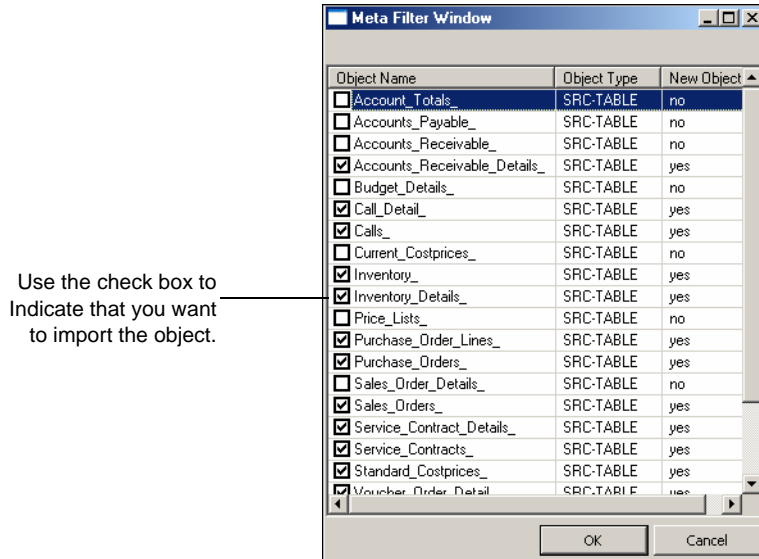 Meta Filter Window
Object Name Object Type New Object
Account_Totals_ SRC-TABLE no
Accounts_Payable_ SRC-TABLE no
Accounts_Receivable_ SRC-TABLE no
Accounts_Receivable_Details_ SRC-TABLE yes
Budget_Details_ SRC-TABLE no
Call_Detail_ SRC-TABLE yes
Calls_ SRC-TABLE yes
Current_Costprices_ SRC-TABLE no
Inventory_ SRC-TABLE yes
Inventory_Details_ SRC-TABLE yes
Price_Lists_ SRC-TABLE no
Purchase_Order_Lines_ SRC-TABLE yes
Purchase_Orders_ SRC-TABLE yes
Sales_Order_Details_ SRC-TABLE no
Sales_Orders_ SRC-TABLE yes
Service_Contract_Details_ SRC-TABLE yes
Service_Contracts_ SRC-TABLE yes
Standard_Costprices_ SRC-TABLE yes
Voucher_Order_Detail_ SRC-TABLE yes
OK Cancel
Use the check box to
Indicate that you want
to import the object.